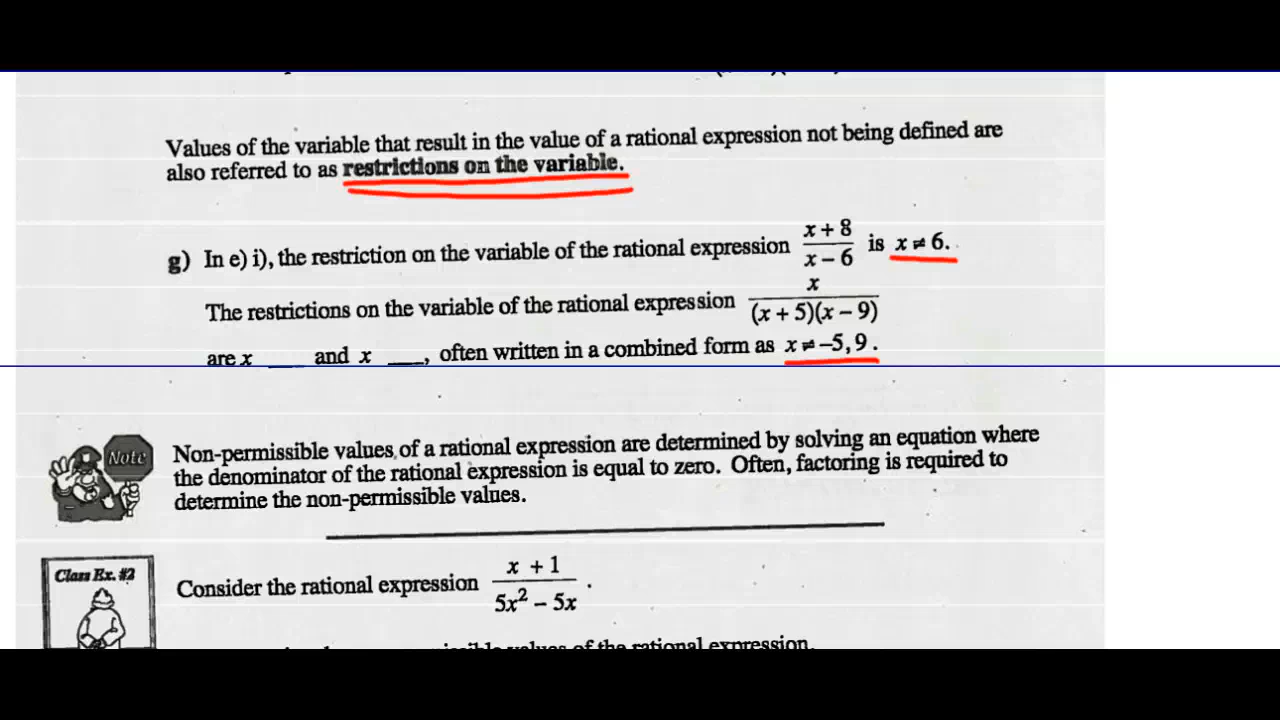 Values of the variable that result in the value of a rational expression not being defined are
also referred to as restrictions on the variable.
g) In e) i), the restriction on the variable of the rational expression (x + 8)/(x − 6) is x ≠ 6.
The restrictions on the variable of the rational expression x/((x + 5)(x − 9))
are x ___ and x ___, often written in a combined form as x ≠ −5, 9.
Note
Non-permissible values of a rational expression are determined by solving an equation where
the denominator of the rational expression is equal to zero. Often, factoring is required to
determine the non-permissible values.
Class Ex. #2
Consider the rational expression (x + 1)/(5x² − 5x).
values of the rational expression.